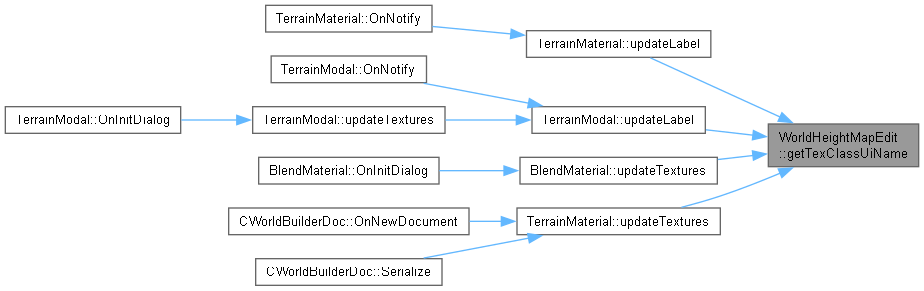 TerrainMaterial::OnNotify
TerrainMaterial::updateLabel
TerrainModal::OnNotify
TerrainModal::OnInitDialog
TerrainModal::updateTextures
TerrainModal::updateLabel
WorldHeightMapEdit
::getTexClassUiName
BlendMaterial::OnInitDialog
BlendMaterial::updateTextures
CWorldBuilderDoc::OnNewDocument
TerrainMaterial::updateTextures
CWorldBuilderDoc::Serialize